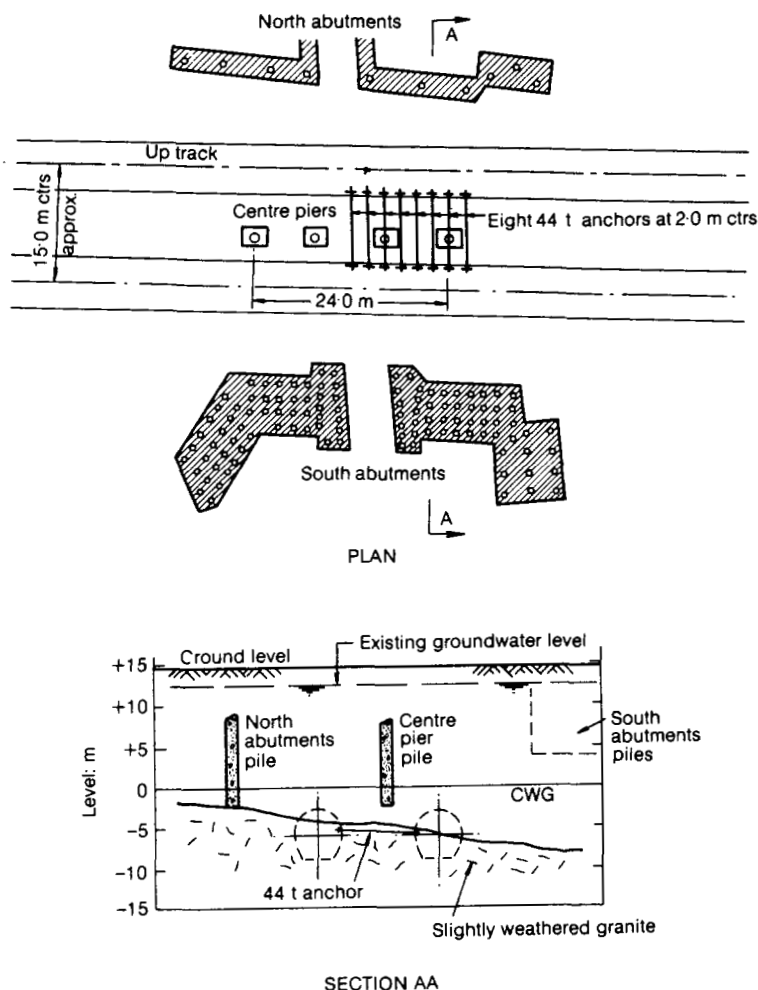 North abutments
A
Up track
15·0 m ctrs
approx.
Centre piers
Eight 44 t anchors at 2·0 m ctrs
24·0 m
South abutments
A
PLAN
Existing groundwater level
Cround level
+15
+10
+5
0
−5
−10
−15
Level: m
North
abutments
pile
Centre
pier
pile
South
abutments
piles
CWG
44 t anchor
Slightly weathered granite
SECTION AA